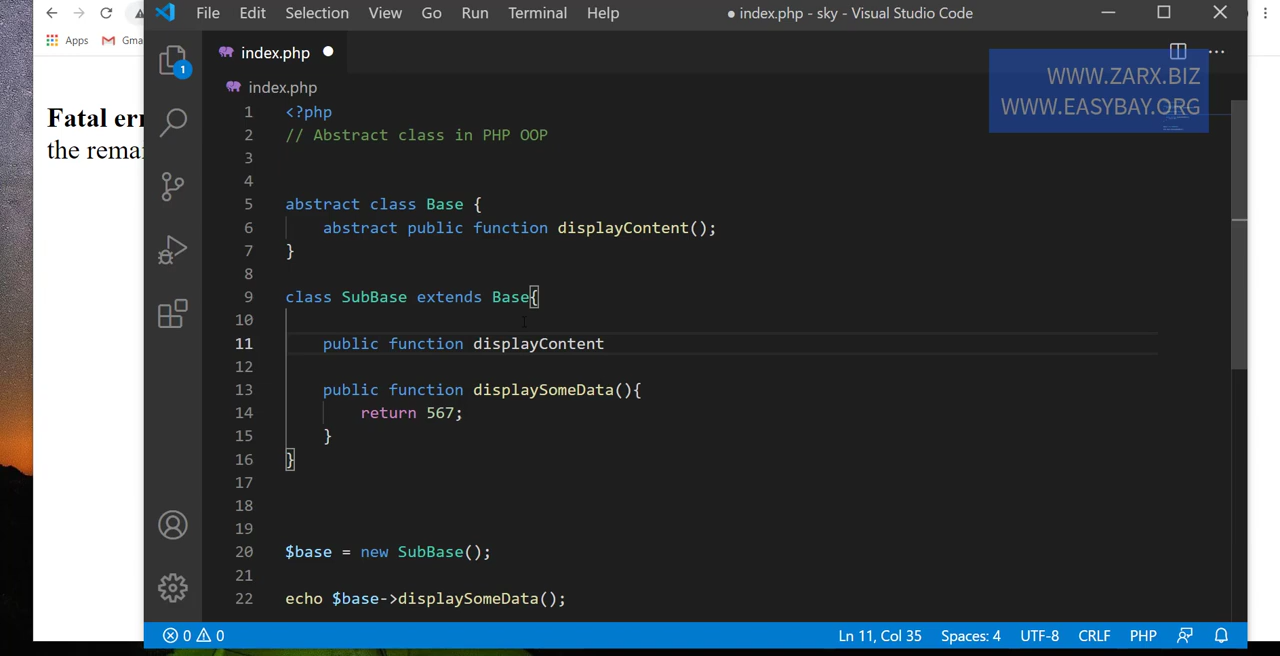 File Edit Selection View Go Run Terminal Help ● index.php - sky - Visual Studio Code
Apps
1
index.php
WWW.ZARX.BIZ
WWW.EASYBAY.ORG
index.php
Fatal
the
1 <?php
2 // Abstract class in PHP OOP
3
4
5 abstract class Base {
6 abstract public function displayContent();
7 }
8
9 class SubBase extends Base{
10
11 public function displayContent
12
13 public function displaySomeData(){
14 return 567;
15 }
16 }
17
18
19
20 $base = new SubBase();
21
22 echo $base->displaySomeData();
0 0 Ln 11, Col 35 Spaces: 4 UTF-8 CRLF PHP